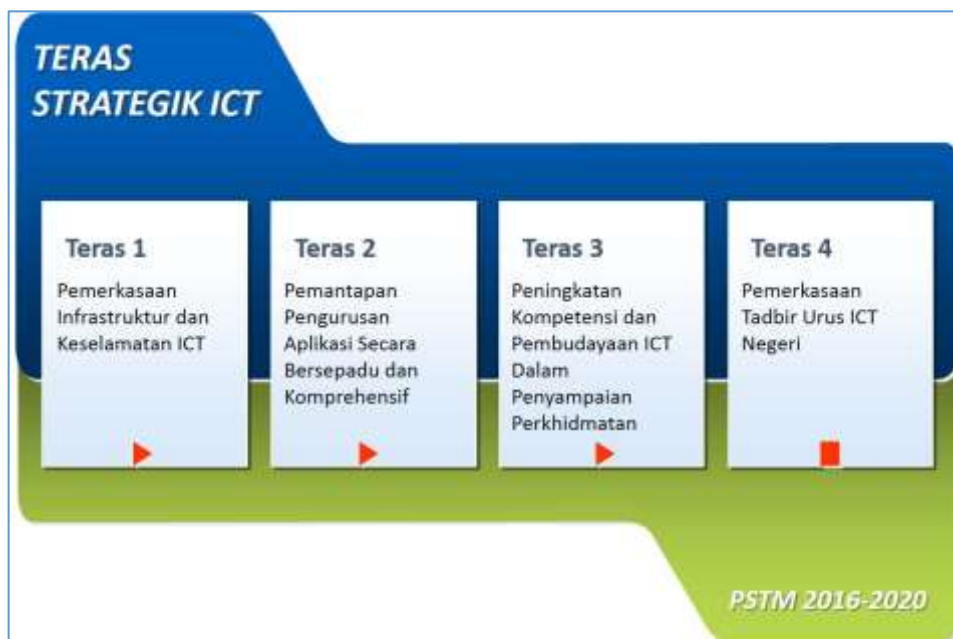 TERAS
STRATEGIK ICT
Teras 1
Pemerkasaan
Infrastruktur dan
Keselamatan ICT
Teras 2
Pemantapan
Pengurusan
Aplikasi Secara
Bersepadu dan
Komprehensif
Teras 3
Peningkatan
Kompetensi dan
Pembudayaan ICT
Dalam
Penyampaian
Perkhidmatan
Teras 4
Pemerkasaan
Tadbir Urus ICT
Negeri
PSTM 2016-2020